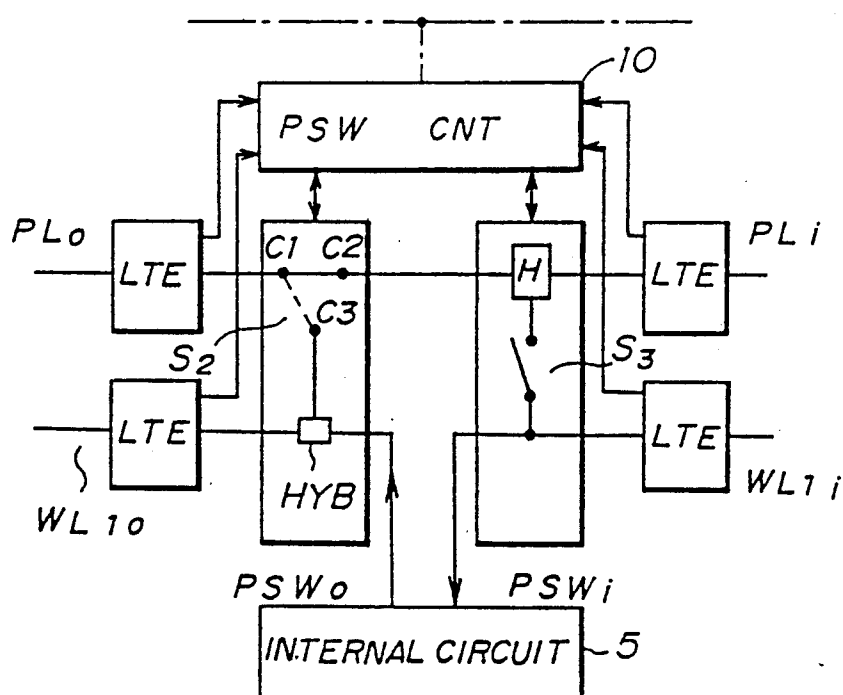 10
PSW CNT
PLo
LTE
C1 C2
H
LTE
PLi
C3
S2
S3
LTE
LTE
HYB
WL1o
WL1i
PSWo
PSWi
INTERNAL CIRCUIT
5